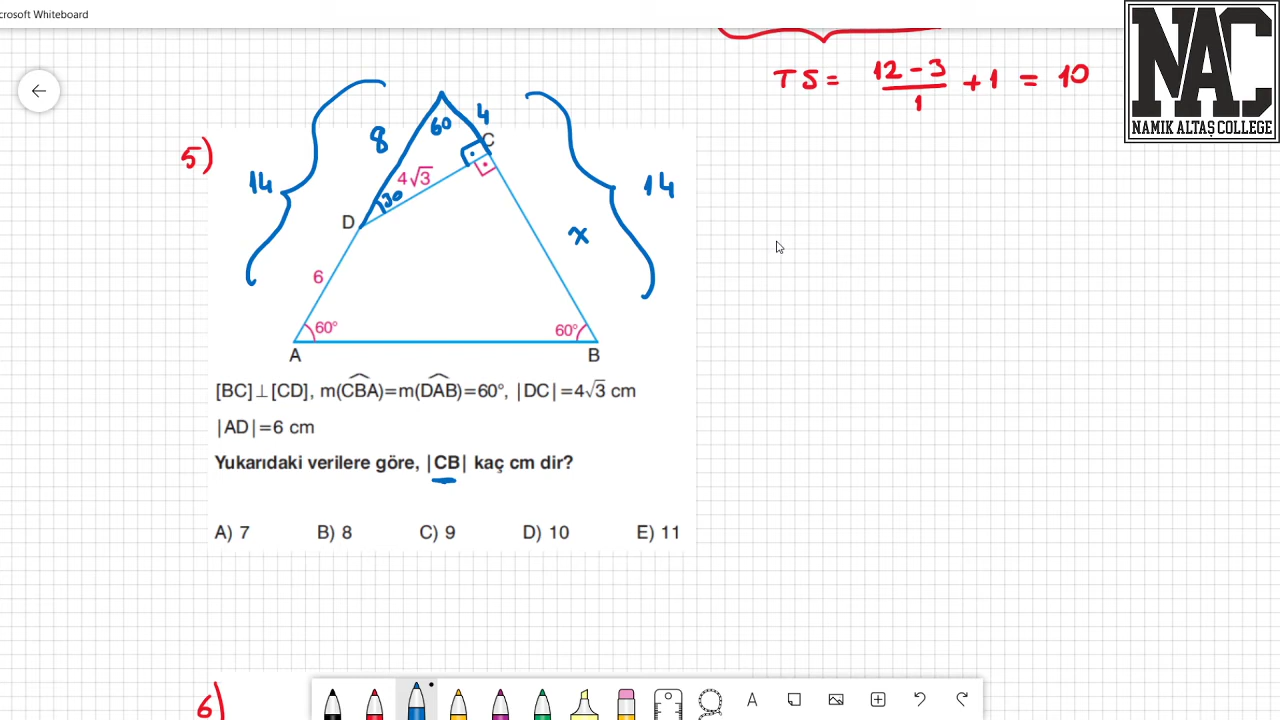 crosoft Whiteboard
NAC
NAMIK ALTAŞ COLLEGE
TS = 12 - 3 / 1 + 1 = 10
5)
14
8
60
4
C
4√3
30
D
14
x
6
60°
60°
A
B
[BC]⊥[CD], m(CBA)=m(DAB)=60°, |DC|=4√3 cm
|AD|=6 cm
Yukarıdaki verilere göre, |CB| kaç cm dir?
A) 7 B) 8 C) 9 D) 10 E) 11
6)
A